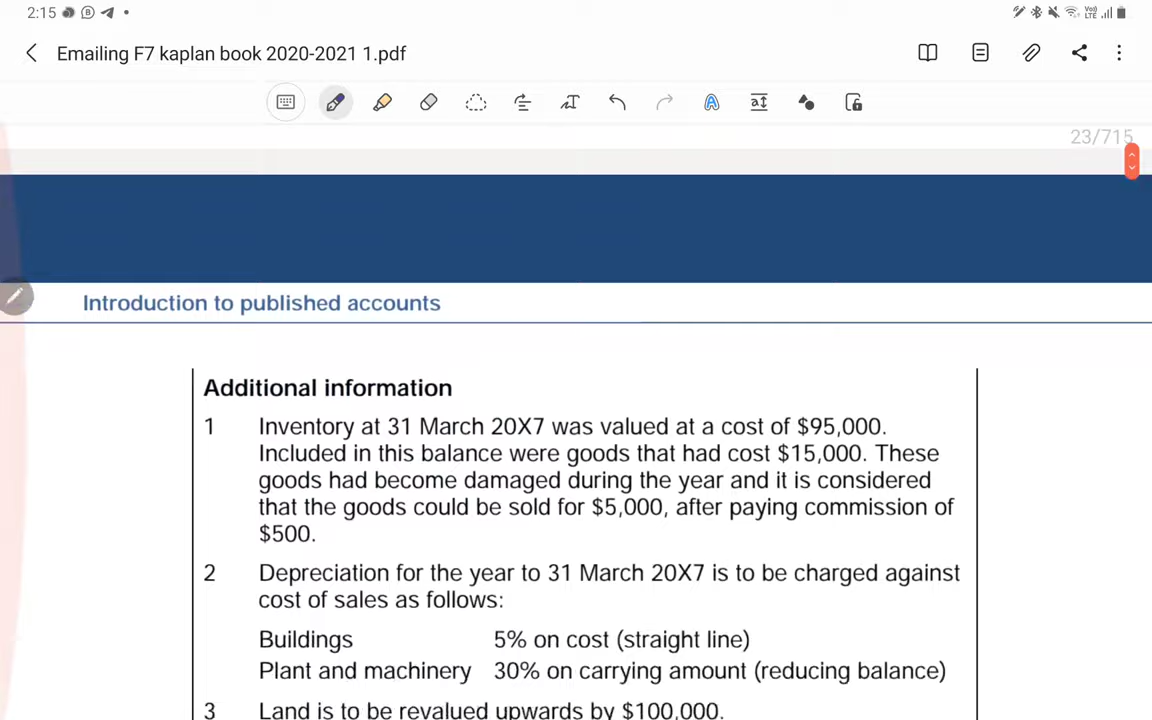 2:15
Emailing F7 kaplan book 2020-2021 1.pdf
23/715
Introduction to published accounts
Additional information
1 Inventory at 31 March 20X7 was valued at a cost of $95,000.
Included in this balance were goods that had cost $15,000. These
goods had become damaged during the year and it is considered
that the goods could be sold for $5,000, after paying commission of
$500.
2 Depreciation for the year to 31 March 20X7 is to be charged against
cost of sales as follows:
Buildings 5% on cost (straight line)
Plant and machinery 30% on carrying amount (reducing balance)
3 Land is to be revalued upwards by $100,000.